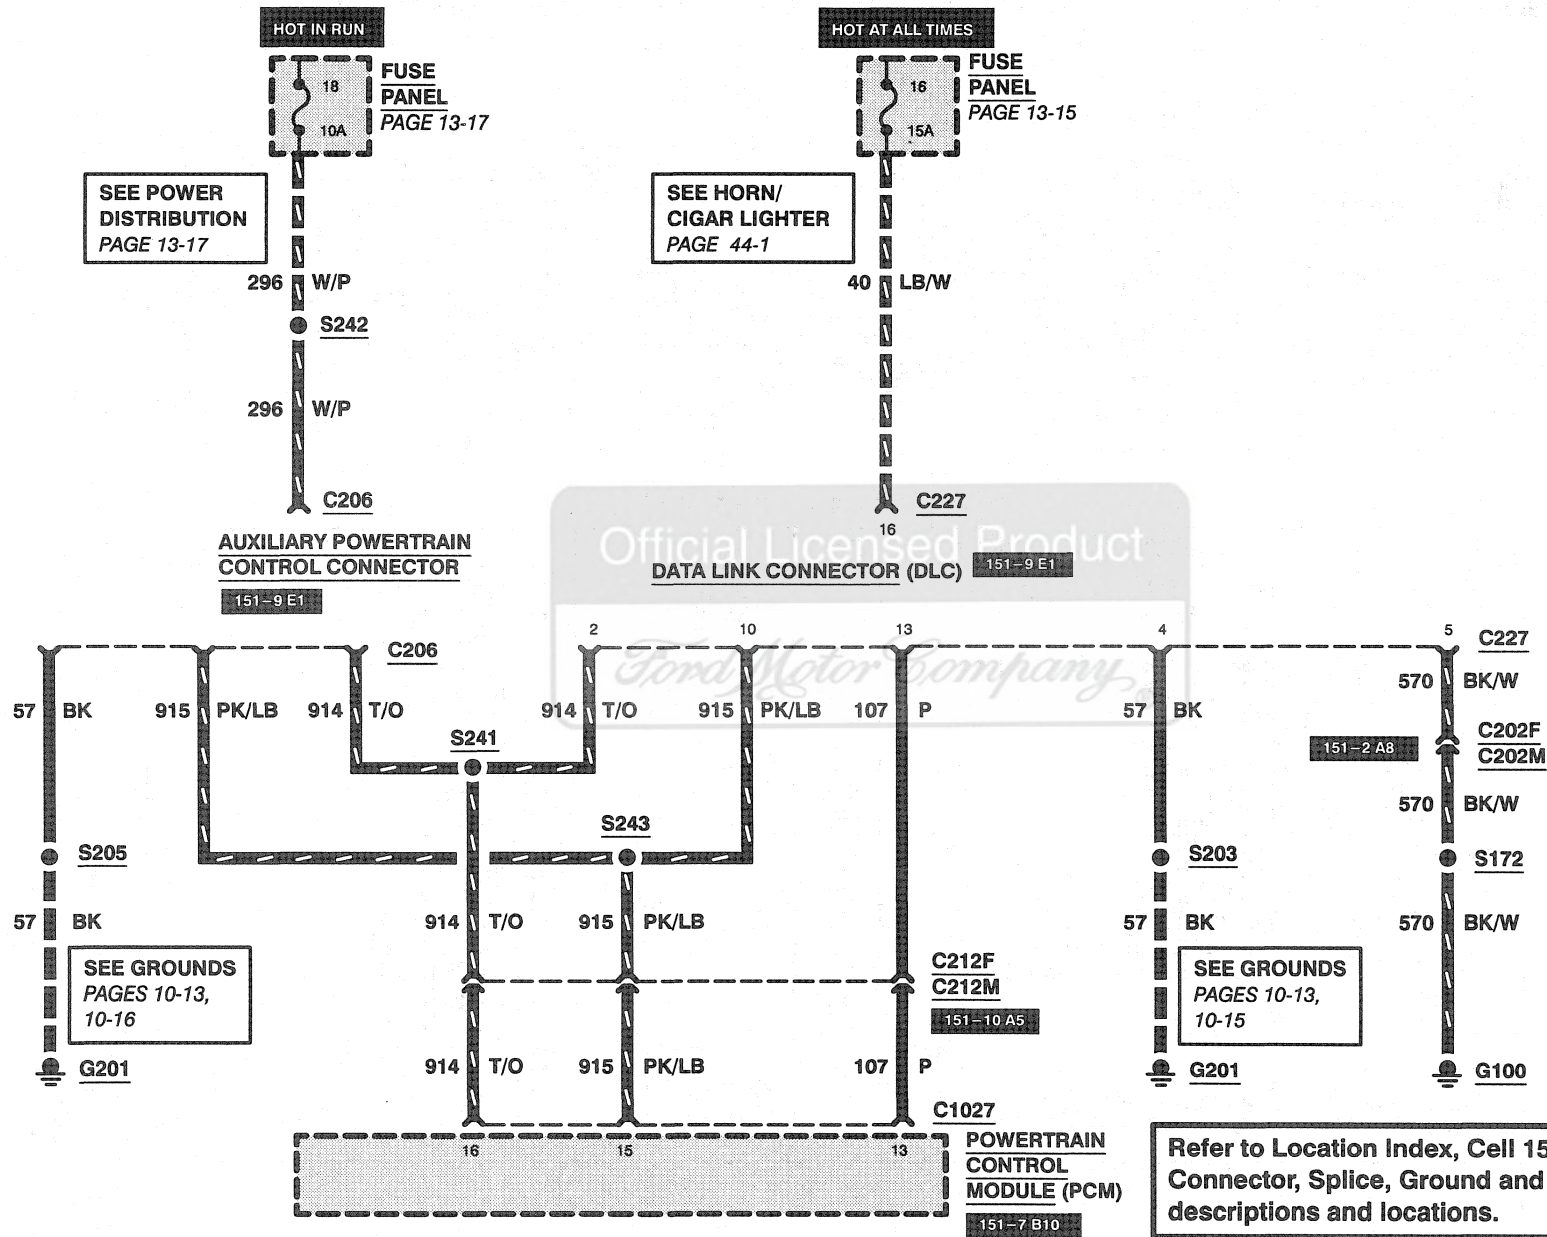 HOT IN RUN
HOT AT ALL TIMES
18
10A
FUSE
PANEL
PAGE 13-17
16
15A
FUSE
PANEL
PAGE 13-15
SEE POWER
DISTRIBUTION
PAGE 13-17
SEE HORN/
CIGAR LIGHTER
PAGE 44-1
296 W/P
40 LB/W
S242
296 W/P
C206
C227
16
AUXILIARY POWERTRAIN
CONTROL CONNECTOR
151-9 E1
Official Licensed Product
DATA LINK CONNECTOR (DLC)
151-9 E1
Ford Motor Company
C206
2
10
13
4
5
C227
57 BK
915 PK/LB
914 T/O
914 T/O
915 PK/LB
107 P
57 BK
570 BK/W
S241
151-2 A8
C202F
C202M
570 BK/W
S205
S243
S203
S172
57 BK
914 T/O
915 PK/LB
57 BK
570 BK/W
SEE GROUNDS
PAGES 10-13,
10-16
C212F
C212M
151-10 A5
SEE GROUNDS
PAGES 10-13,
10-15
G201
914 T/O
915 PK/LB
107 P
G201
G100
C1027
16
15
13
POWERTRAIN
CONTROL
MODULE (PCM)
151-7 B10
Refer to Location Index, Cell 15
Connector, Splice, Ground and
descriptions and locations.